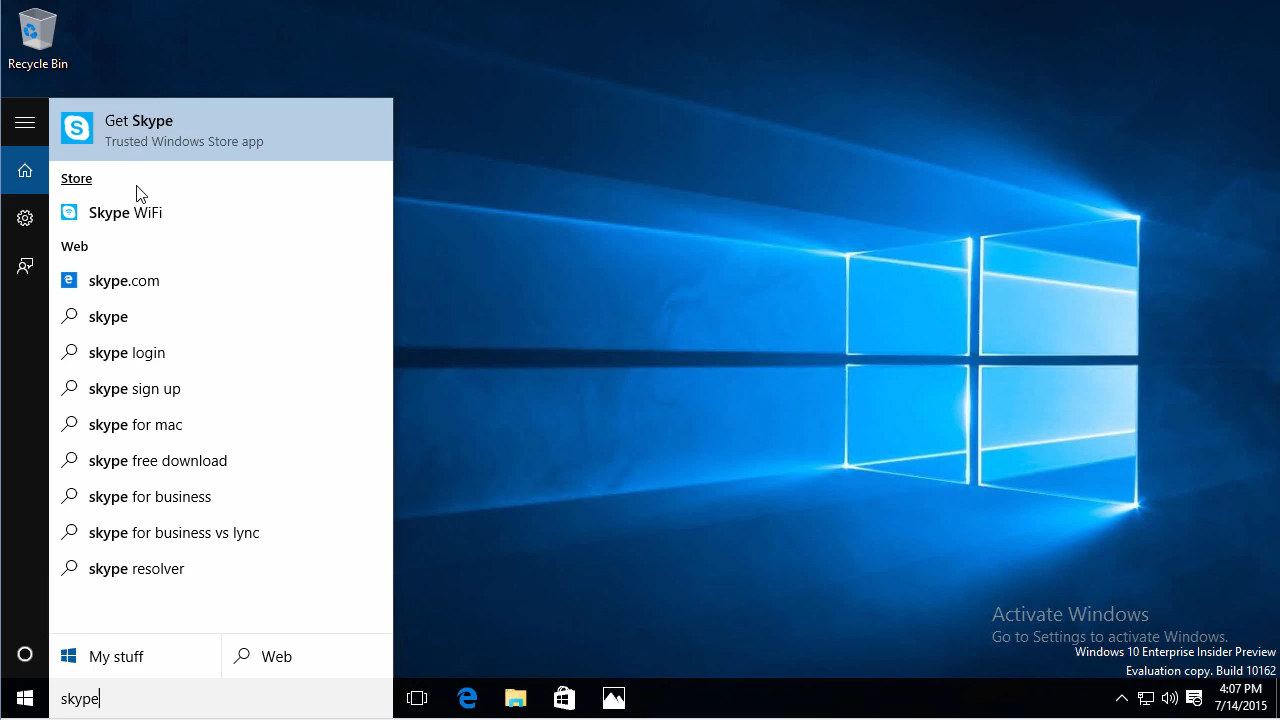 Recycle Bin
Get Skype
Trusted Windows Store app
Store
Skype WiFi
Web
skype.com
skype
skype login
skype sign up
skype for mac
skype free download
skype for business
skype for business vs lync
skype resolver
My stuff
Web
skype
Activate Windows
Go to Settings to activate Windows.
Windows 10 Enterprise Insider Preview
Evaluation copy. Build 10162
4:07 PM
7/14/2015